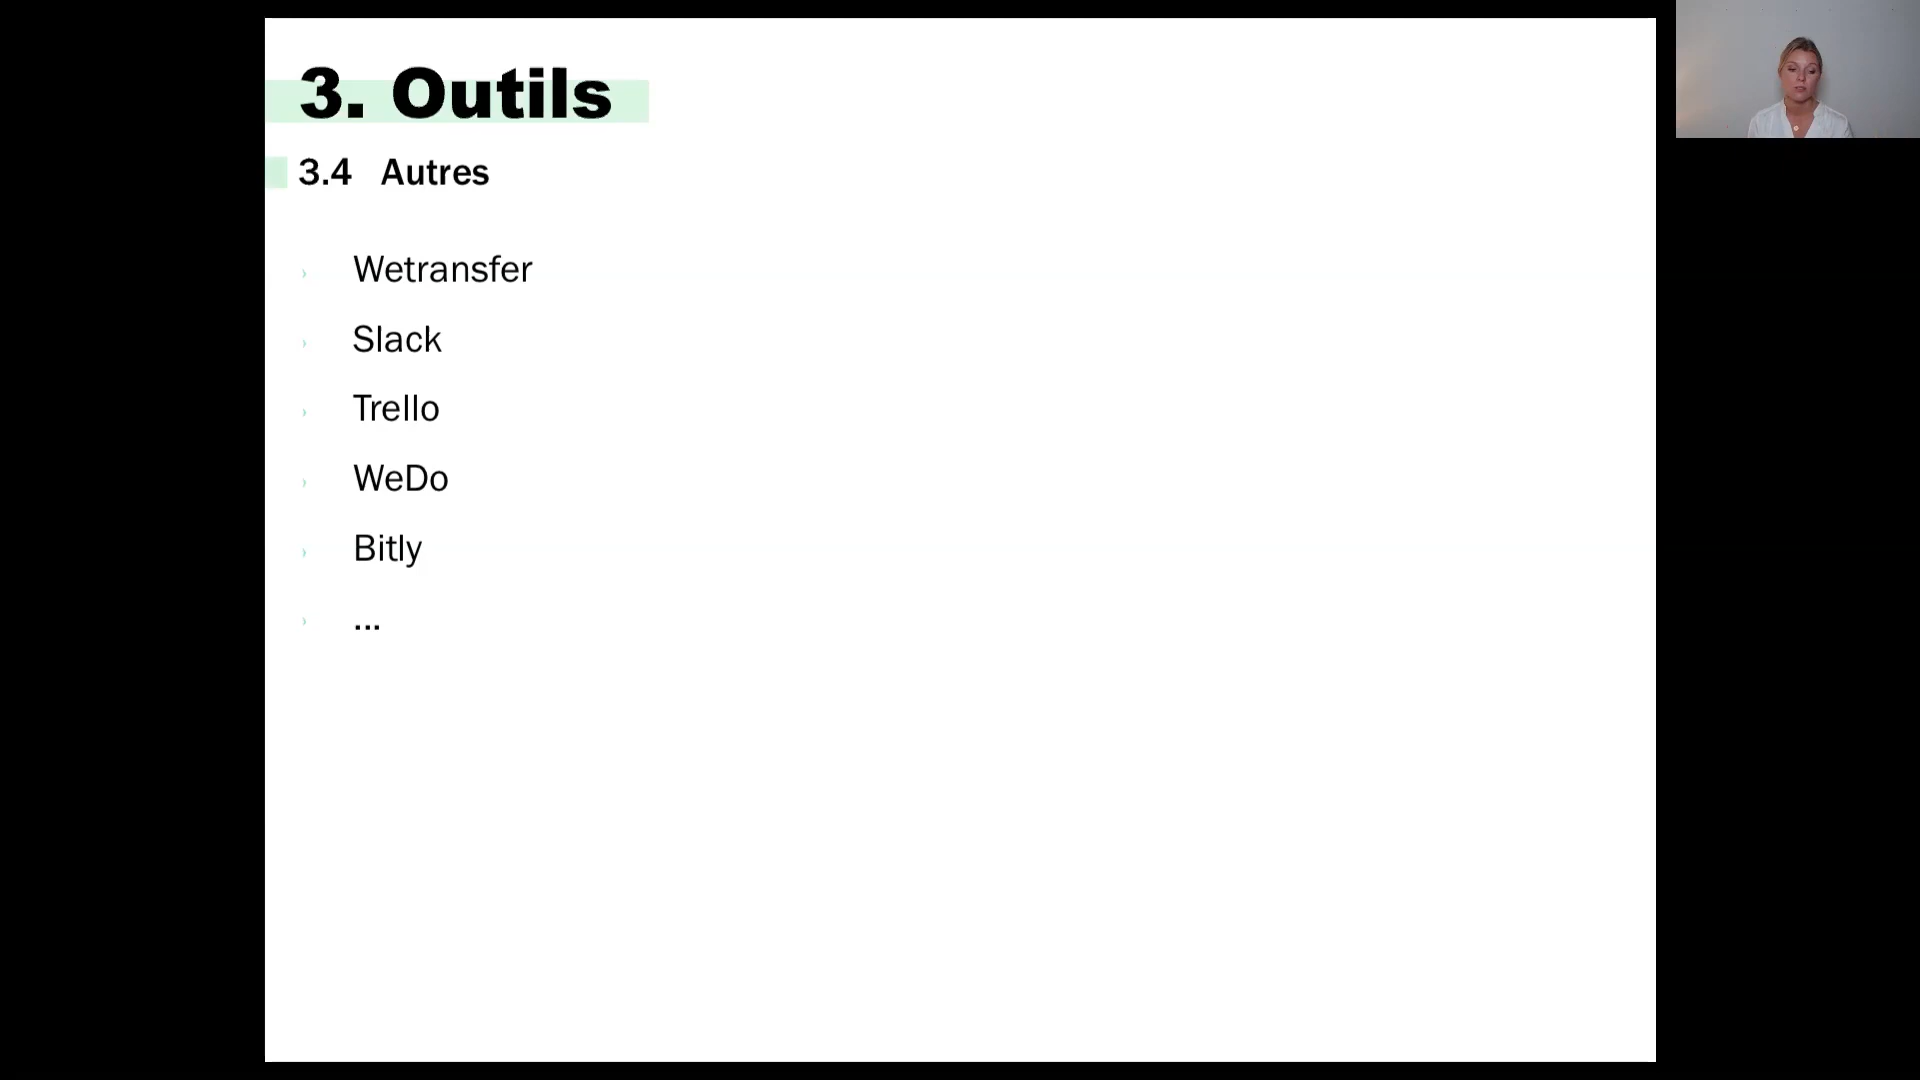 3. Outils
3.4 Autres
› Wetransfer
› Slack
› Trello
› WeDo
› Bitly
› ...